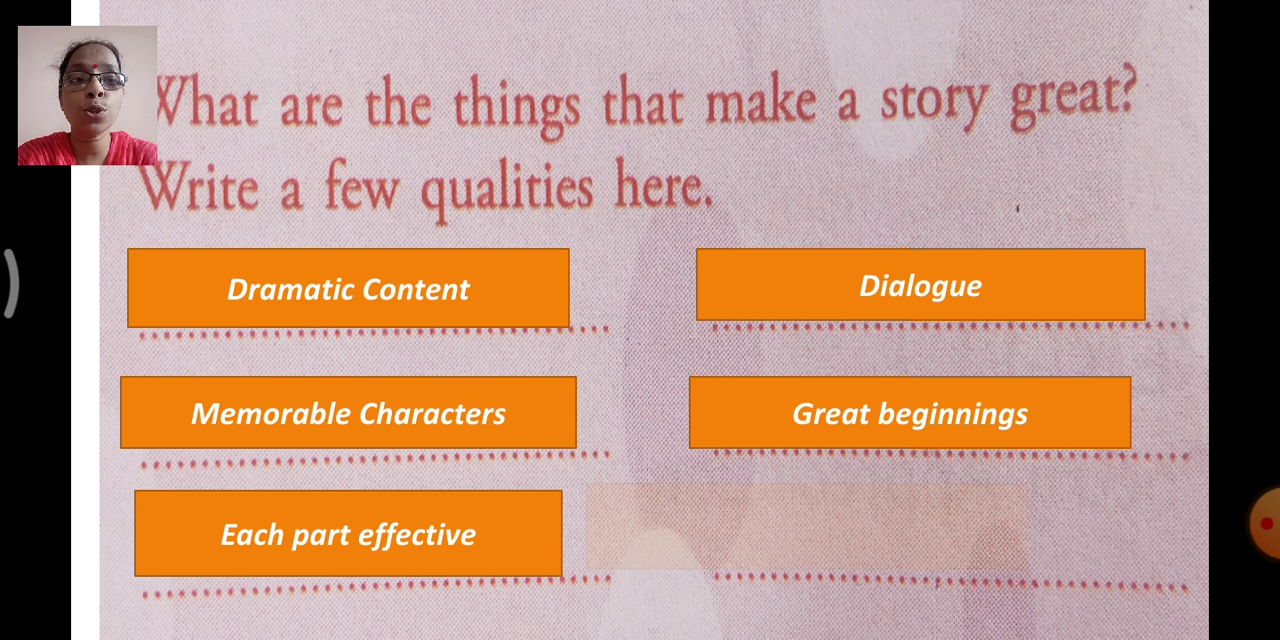 What are the things that make a story great?
Write a few qualities here.
Dramatic Content
Dialogue
Memorable Characters
Great beginnings
Each part effective